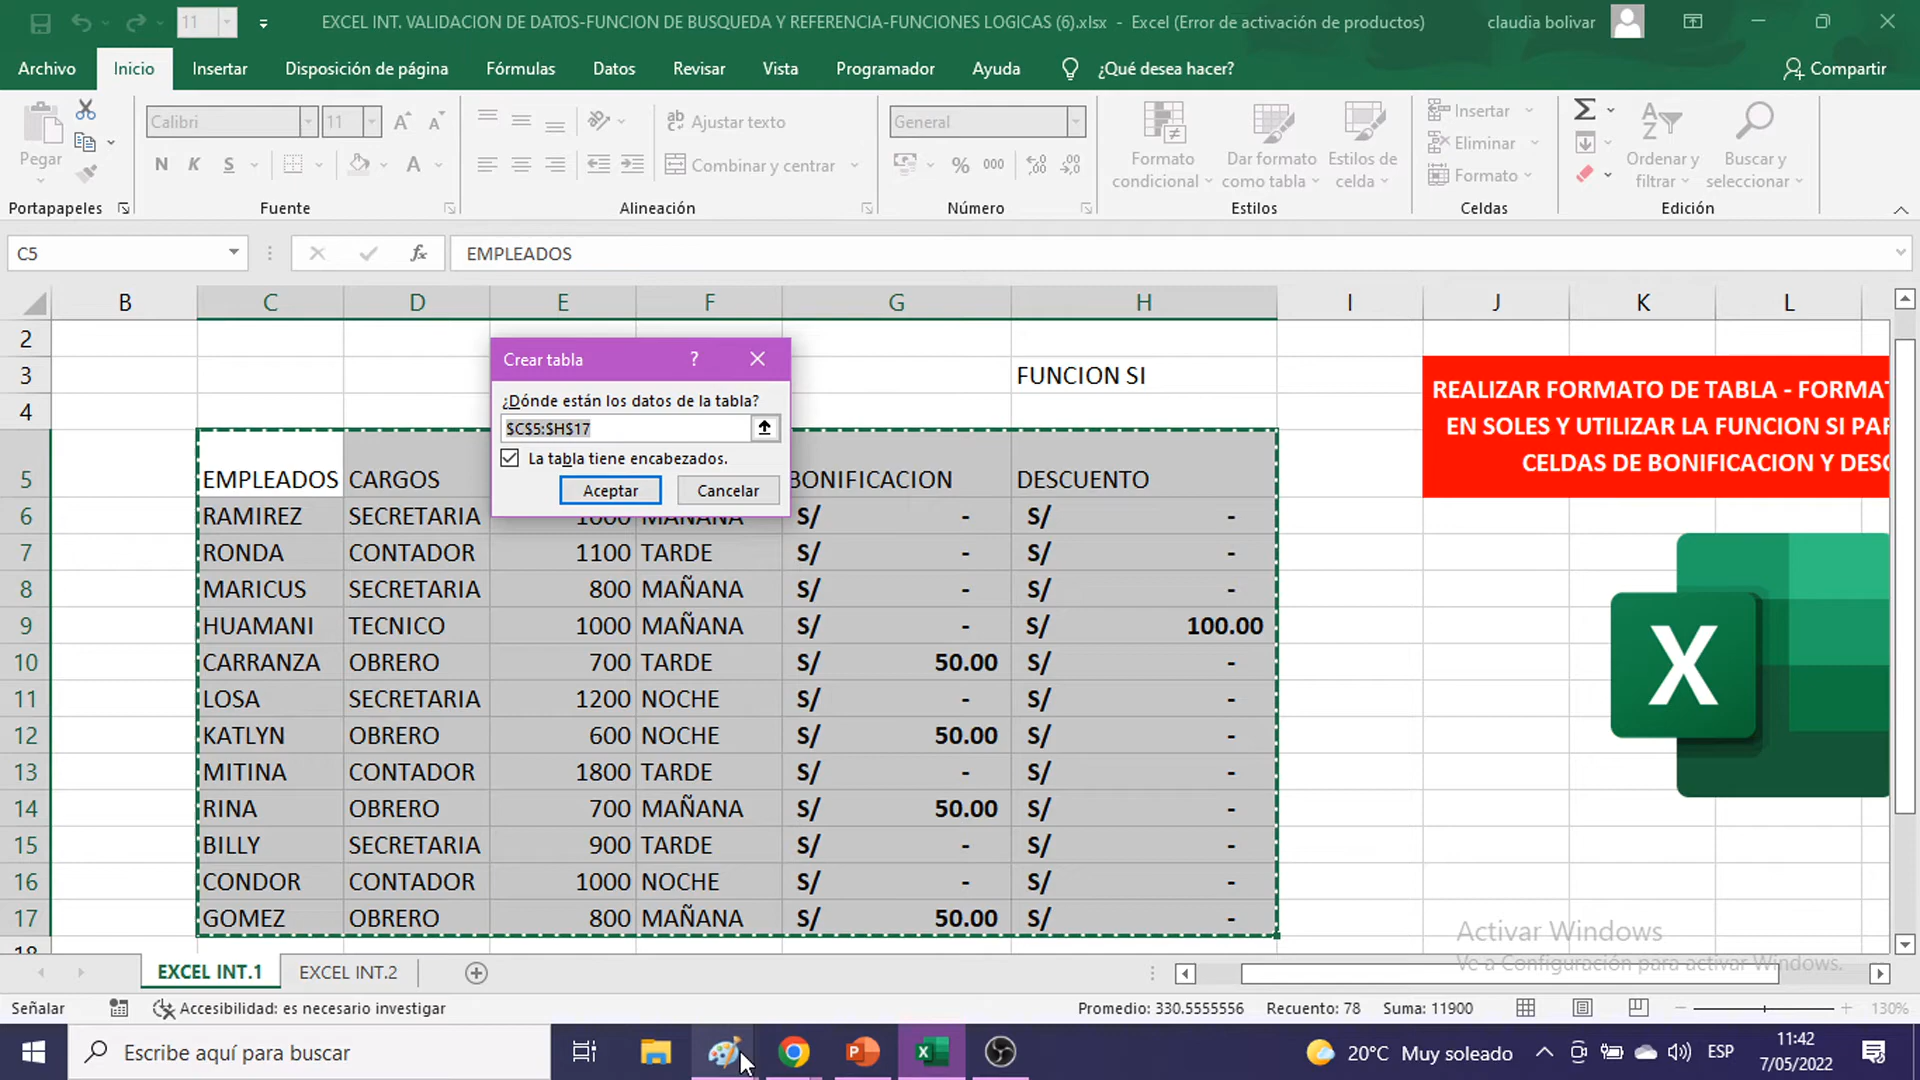 11
EXCEL INT. VALIDACION DE DATOS-FUNCION DE BUSQUEDA Y REFERENCIA-FUNCIONES LOGICAS (6).xlsx - Excel (Error de activación de productos)
claudia bolivar
Archivo Inicio Insertar Disposición de página Fórmulas Datos Revisar Vista Programador Ayuda ¿Qué desea hacer? Compartir
Pegar
Calibri 11
N K S
Ajustar texto
Combinar y centrar
General
% 000
Formato condicional
Dar formato como tabla
Estilos de celda
Insertar
Eliminar
Formato
Ordenar y filtrar
Buscar y seleccionar
Portapapeles Fuente Alineación Número Estilos Celdas Edición
C5 fx EMPLEADOS
B C D E F G H I J K L
2
3 FUNCION SI
4
REALIZAR FORMATO DE TABLA - FORMAT
EN SOLES Y UTILIZAR LA FUNCION SI PAR
CELDAS DE BONIFICACION Y DES
Crear tabla ?
¿Dónde están los datos de la tabla?
$C$5:$H$17
La tabla tiene encabezados.
Aceptar Cancelar
5 EMPLEADOS CARGOS BONIFICACION DESCUENTO
6 RAMIREZ SECRETARIA 1000 MAÑANA S/ - S/ -
7 RONDA CONTADOR 1100 TARDE S/ - S/ -
8 MARICUS SECRETARIA 800 MAÑANA S/ - S/ -
9 HUAMANI TECNICO 1000 MAÑANA S/ - S/ 100.00
10 CARRANZA OBRERO 700 TARDE S/ 50.00 S/ -
11 LOSA SECRETARIA 1200 NOCHE S/ - S/ -
12 KATLYN OBRERO 600 NOCHE S/ 50.00 S/ -
13 MITINA CONTADOR 1800 TARDE S/ - S/ -
14 RINA OBRERO 700 MAÑANA S/ 50.00 S/ -
15 BILLY SECRETARIA 900 TARDE S/ - S/ -
16 CONDOR CONTADOR 1000 NOCHE S/ - S/ -
17 GOMEZ OBRERO 800 MAÑANA S/ 50.00 S/ -
18
X
Activar Windows
Ve a Configuración para activar Windows.
EXCEL INT.1 EXCEL INT.2
Señalar Accesibilidad: es necesario investigar Promedio: 330.5555556 Recuento: 78 Suma: 11900 130%
Escribe aquí para buscar
20°C Muy soleado ESP
11:42
7/05/2022